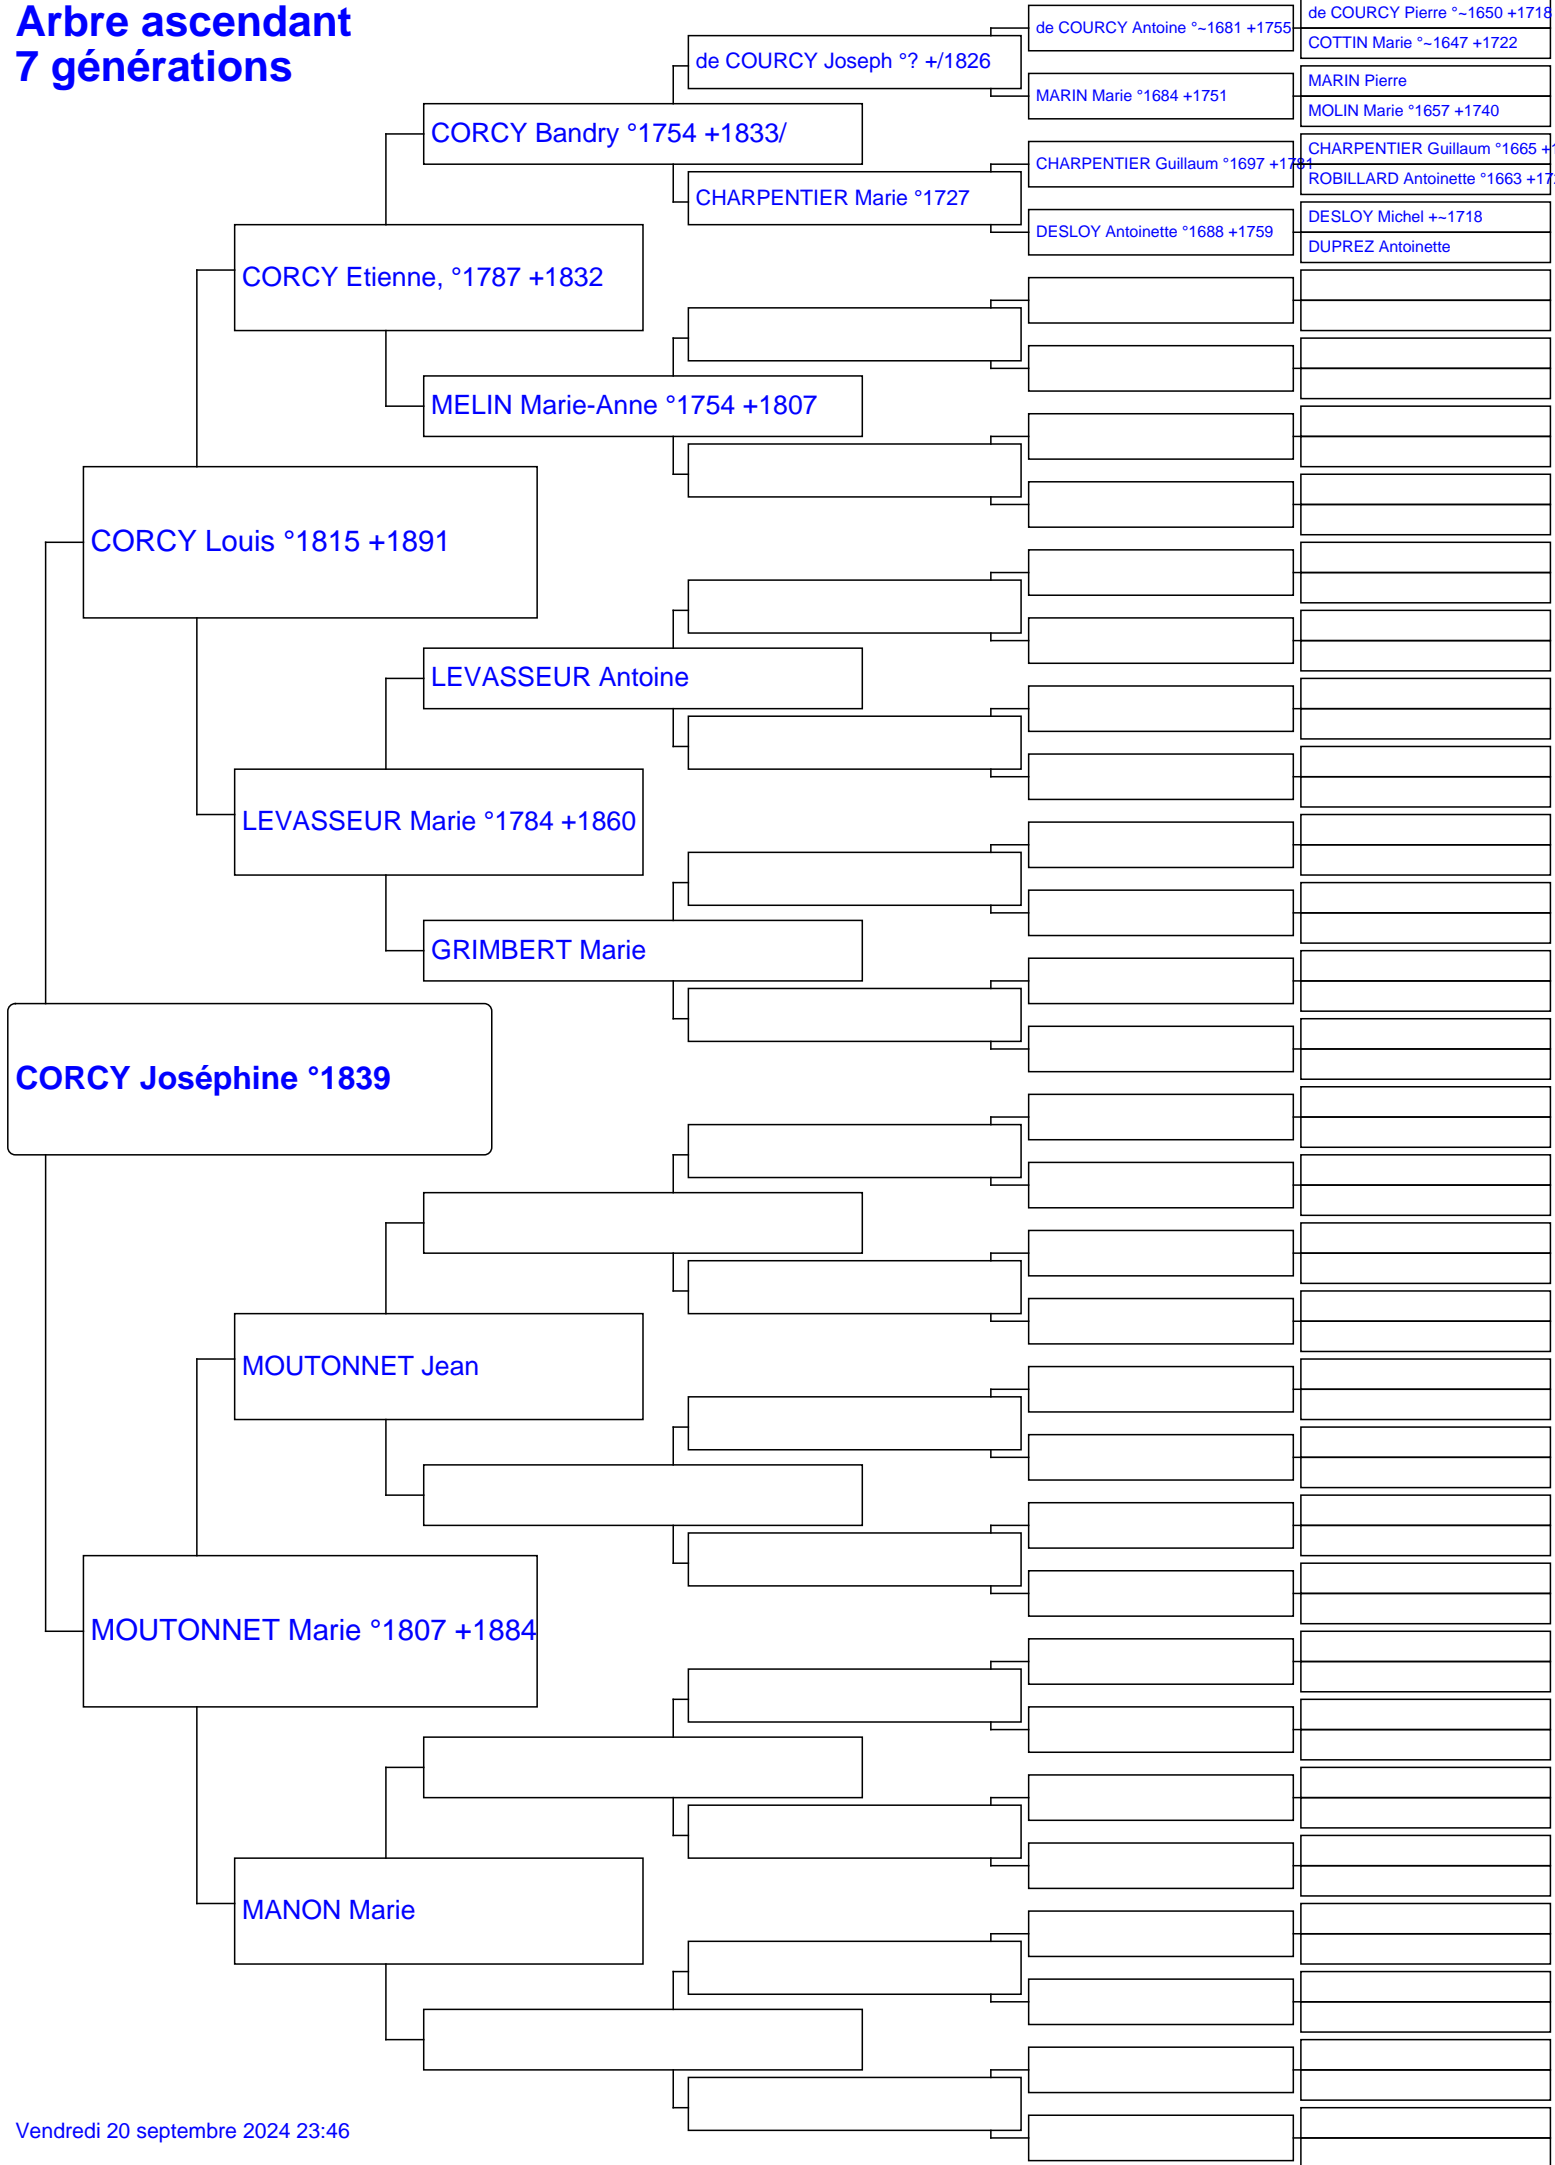 Arbre ascendant
7 générations
de COURCY Pierre °~1650 +1718
de COURCY Antoine °~1681 +1755
COTTIN Marie °~1647 +1722
de COURCY Joseph °? +/1826
MARIN Pierre
MARIN Marie °1684 +1751
MOLIN Marie °1657 +1740
CORCY Bandry °1754 +1833/
CHARPENTIER Guillaum °1665
CHARPENTIER Guillaum °1697 +1781
ROBILLARD Antoinette °1663
CHARPENTIER Marie °1727
DESLOY Michel +~1718
DESLOY Antoinette °1688 +1759
DUPREZ Antoinette
CORCY Etienne, °1787 +1832
MELIN Marie-Anne °1754 +1807
CORCY Louis °1815 +1891
LEVASSEUR Antoine
LEVASSEUR Marie °1784 +1860
GRIMBERT Marie
CORCY Joséphine °1839
MOUTONNET Jean
MOUTONNET Marie °1807 +1884
MANON Marie
Vendredi 20 septembre 2024 23:46